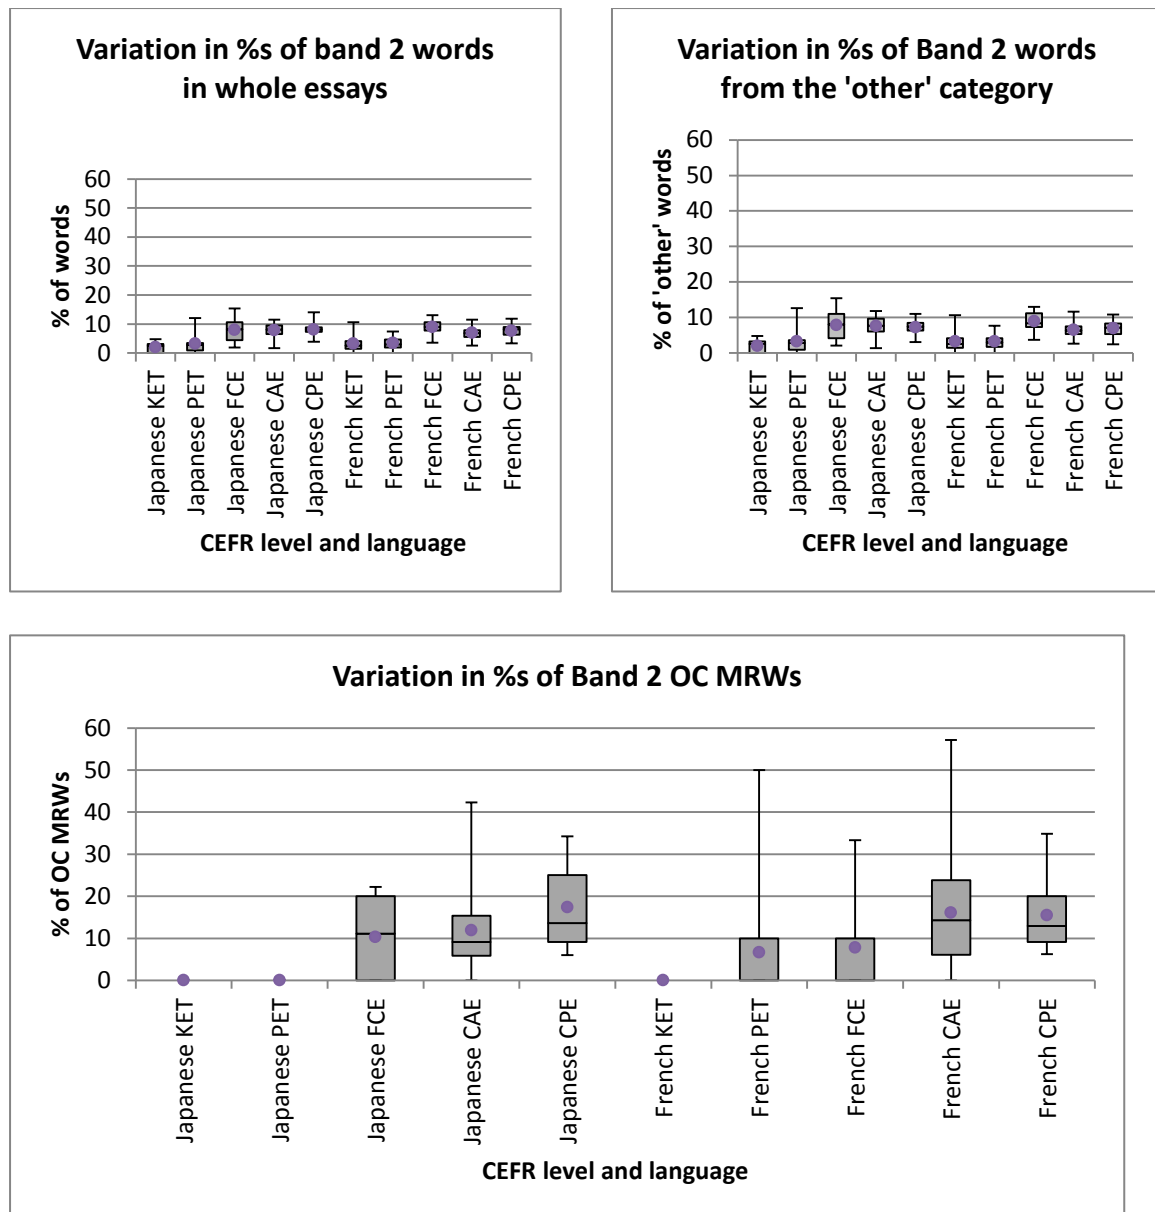 Variation in %s of band 2 words
in whole essays
% of words
60
50
40
30
20
10
0
Japanese KET
Japanese PET
Japanese FCE
Japanese CAE
Japanese CPE
French KET
French PET
French FCE
French CAE
French CPE
CEFR level and language
Variation in %s of Band 2 words
from the 'other' category
% of 'other' words
60
50
40
30
20
10
0
Japanese KET
Japanese PET
Japanese FCE
Japanese CAE
Japanese CPE
French KET
French PET
French FCE
French CAE
French CPE
CEFR level and language
Variation in %s of Band 2 OC MRWs
% of OC MRWs
60
50
40
30
20
10
0
Japanese KET
Japanese PET
Japanese FCE
Japanese CAE
Japanese CPE
French KET
French PET
French FCE
French CAE
French CPE
CEFR level and language